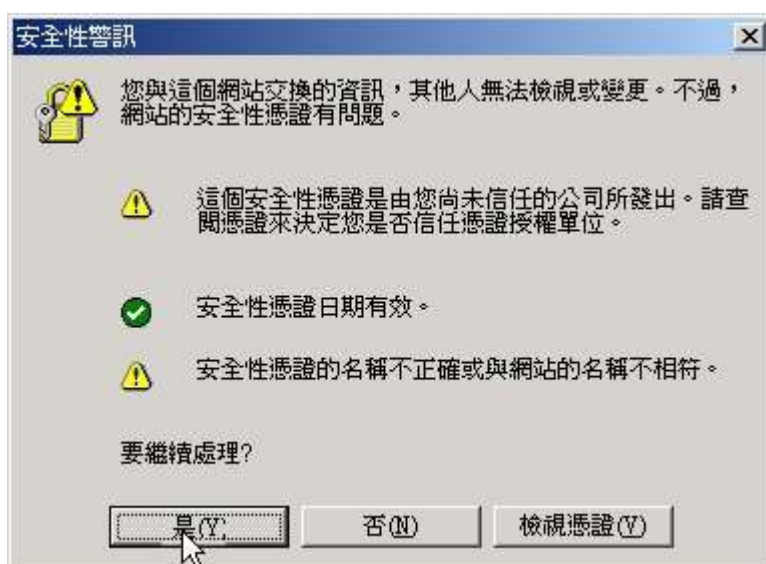 安全性警訊
您與這個網站交換的資訊，其他人無法檢視或變更。不過，
網站的安全性憑證有問題。
這個安全性憑證是由您尚未信任的公司所發出。請查
閱憑證來決定您是否信任憑證授權單位。
安全性憑證日期有效。
安全性憑證的名稱不正確或與網站的名稱不相符。
要繼續處理?
是(Y)
否(N)
檢視憑證(V)